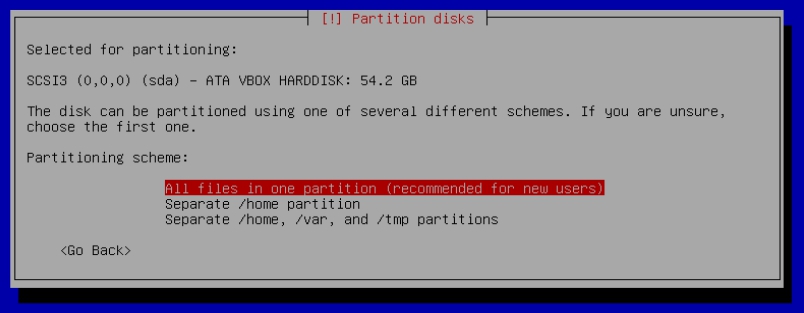 [!] Partition disks
Selected for partitioning:
SCSI3 (0,0,0) (sda) - ATA VBOX HARDDISK: 54.2 GB
The disk can be partitioned using one of several different schemes. If you are unsure,
choose the first one.
Partitioning scheme:
All files in one partition (recommended for new users)
Separate /home partition
Separate /home, /var, and /tmp partitions
<Go Back>